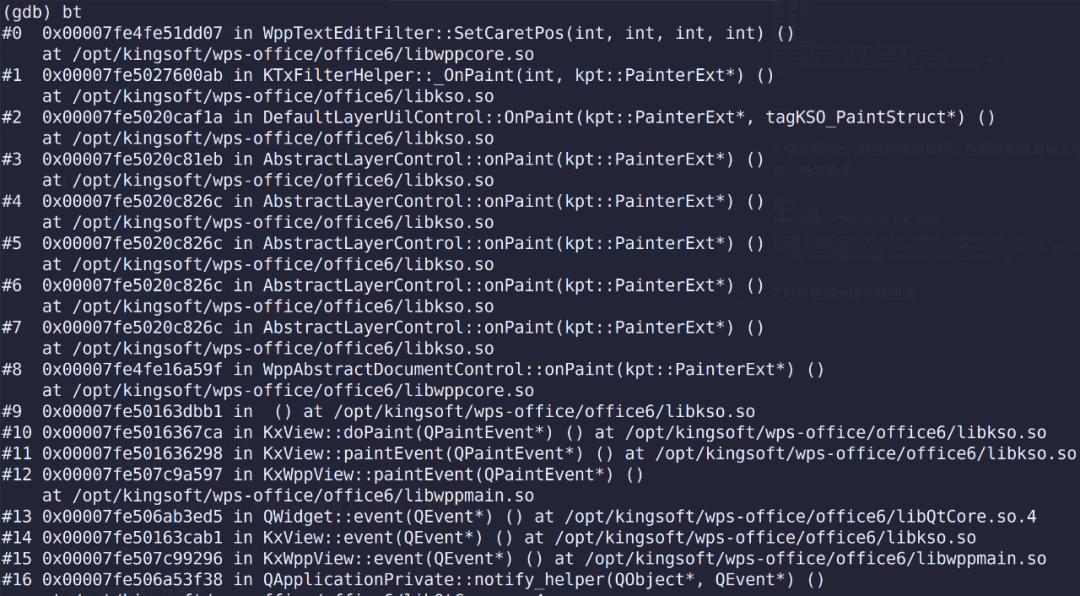 (gdb) bt
#0  0x00007fe4fe51dd07 in WppTextEditFilter::SetCaretPos(int, int, int, int) ()
    at /opt/kingsoft/wps-office/office6/libwppcore.so
#1  0x00007fe5027600ab in KTxFilterHelper::_OnPaint(int, kpt::PainterExt*) ()
    at /opt/kingsoft/wps-office/office6/libkso.so
#2  0x00007fe5020caf1a in DefaultLayerUilControl::OnPaint(kpt::PainterExt*, tagKSO_PaintStruct*) ()
    at /opt/kingsoft/wps-office/office6/libkso.so
#3  0x00007fe5020c81eb in AbstractLayerControl::onPaint(kpt::PainterExt*) ()
    at /opt/kingsoft/wps-office/office6/libkso.so
#4  0x00007fe5020c826c in AbstractLayerControl::onPaint(kpt::PainterExt*) ()
    at /opt/kingsoft/wps-office/office6/libkso.so
#5  0x00007fe5020c826c in AbstractLayerControl::onPaint(kpt::PainterExt*) ()
    at /opt/kingsoft/wps-office/office6/libkso.so
#6  0x00007fe5020c826c in AbstractLayerControl::onPaint(kpt::PainterExt*) ()
    at /opt/kingsoft/wps-office/office6/libkso.so
#7  0x00007fe5020c826c in AbstractLayerControl::onPaint(kpt::PainterExt*) ()
    at /opt/kingsoft/wps-office/office6/libkso.so
#8  0x00007fe4fe16a59f in WppAbstractDocumentControl::onPaint(kpt::PainterExt*) ()
    at /opt/kingsoft/wps-office/office6/libwppcore.so
#9  0x00007fe50163dbb1 in  () at /opt/kingsoft/wps-office/office6/libkso.so
#10 0x00007fe5016367ca in KxView::doPaint(QPaintEvent*) () at /opt/kingsoft/wps-office/office6/libkso.so
#11 0x00007fe501636298 in KxView::paintEvent(QPaintEvent*) () at /opt/kingsoft/wps-office/office6/libkso.so
#12 0x00007fe507c9a597 in KxWppView::paintEvent(QPaintEvent*) ()
    at /opt/kingsoft/wps-office/office6/libwppmain.so
#13 0x00007fe506ab3ed5 in QWidget::event(QEvent*) () at /opt/kingsoft/wps-office/office6/libQtCore.so.4
#14 0x00007fe50163cab1 in KxView::event(QEvent*) () at /opt/kingsoft/wps-office/office6/libkso.so
#15 0x00007fe507c99296 in KxWppView::event(QEvent*) () at /opt/kingsoft/wps-office/office6/libwppmain.so
#16 0x00007fe506a53f38 in QApplicationPrivate::notify_helper(QObject*, QEvent*) ()